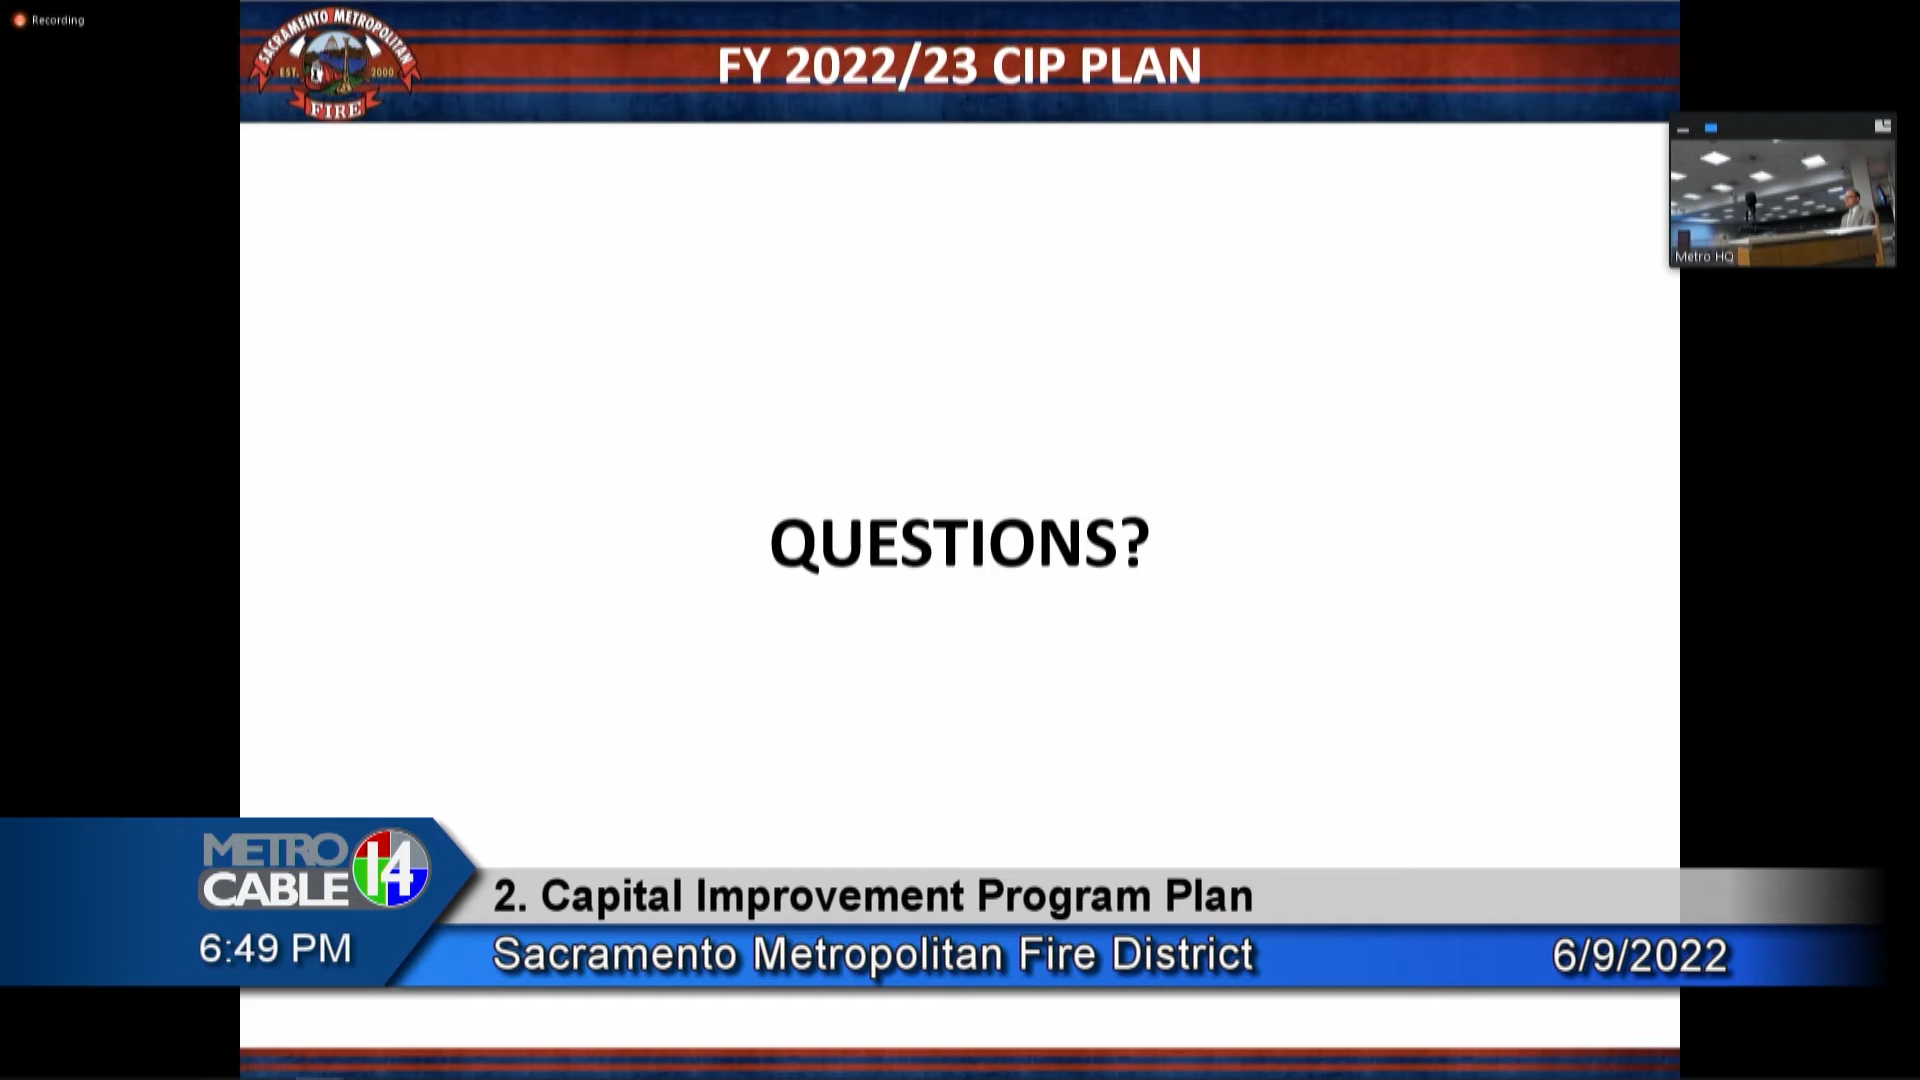 Recording
SACRAMENTO METROPOLITAN
EST. 2000
FIRE
FY 2022/23 CIP PLAN
Metro HQ
QUESTIONS?
METRO
CABLE 14
6:49 PM
2. Capital Improvement Program Plan
Sacramento Metropolitan Fire District
6/9/2022